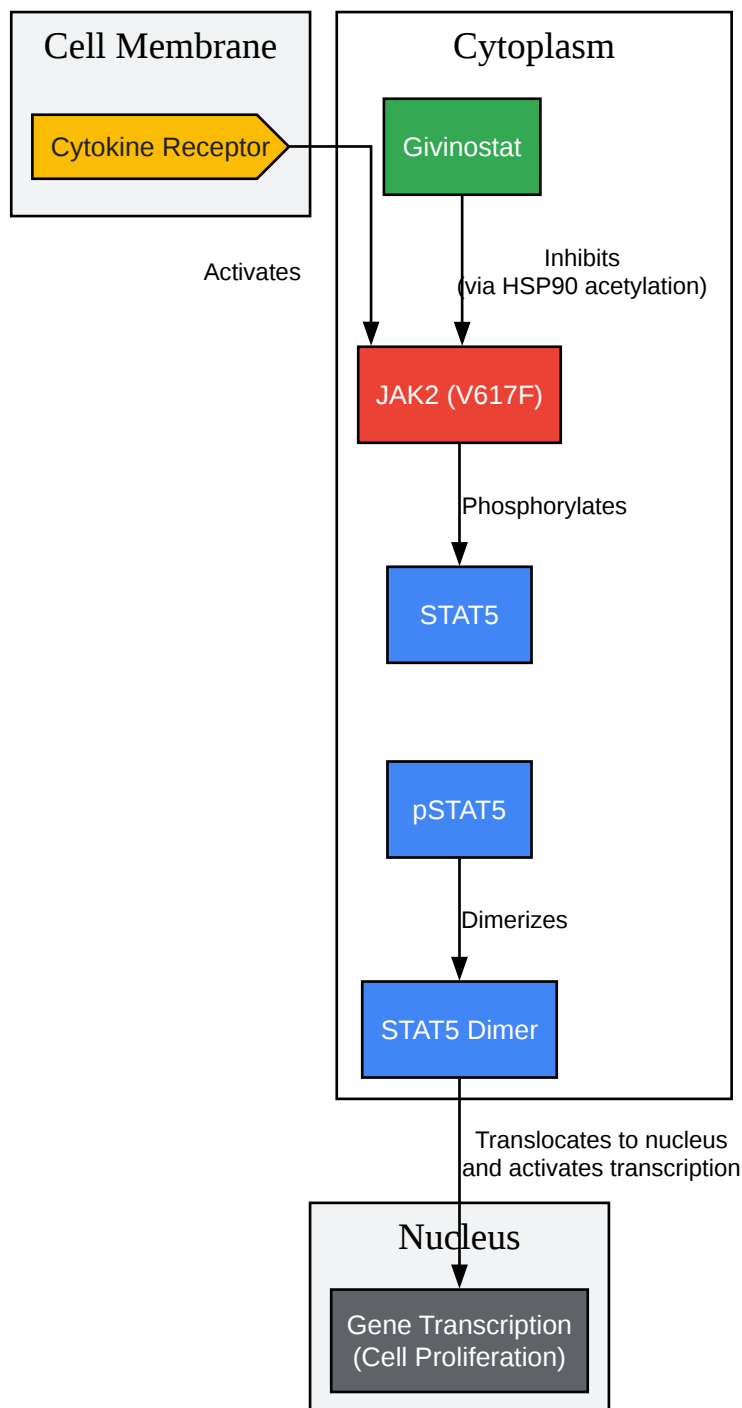 Cell Membrane
Cytoplasm
Cytokine Receptor
Givinostat
Activates
Inhibits
(via HSP90 acetylation)
JAK2 (V617F)
Phosphorylates
STAT5
pSTAT5
Dimerizes
STAT5 Dimer
Translocates to nucleus
and activates transcription
Nucleus
Gene Transcription
(Cell Proliferation)